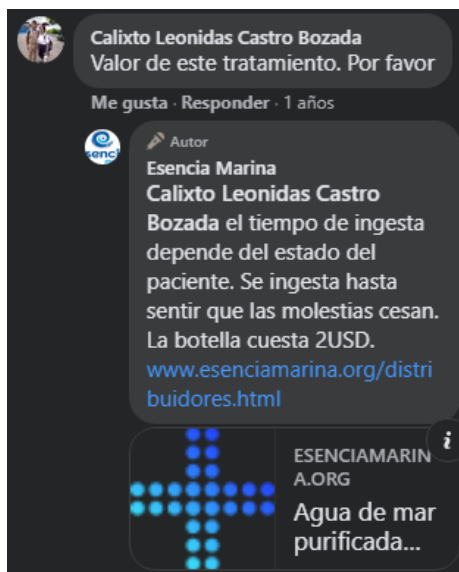 Calixto Leonidas Castro Bozada
Valor de este tratamiento. Por favor
Me gusta · Responder · 1 años
Autor
Esencia Marina
Calixto Leonidas Castro
Bozada el tiempo de ingesta
depende del estado del
paciente. Se ingesta hasta
sentir que las molestias cesan.
La botella cuesta 2USD.
www.esenciamarina.org/distri
buidores.html
ESENCIAMARIN
A.ORG
Agua de mar
purificada...